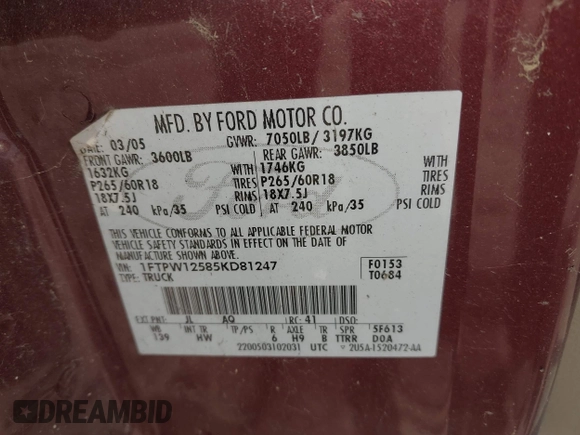 MFD. BY FORD MOTOR CO.
DATE: 03/05 GVWR: 7050LB/ 3197KG
FRONT GAWR: 3600LB REAR GAWR: 3850LB
1632KG WITH 1746KG WITH
P265/60R18 TIRES P265/60R18 TIRES
18X7.5J RIMS 18X7.5J RIMS
AT 240 kPa/35 PSI COLD AT 240 kPa/35 PSI COLD
THIS VEHICLE CONFORMS TO ALL APPLICABLE FEDERAL MOTOR
VEHICLE SAFETY STANDARDS IN EFFECT ON THE DATE OF
MANUFACTURE SHOWN ABOVE.
VIN: 1FTPW12585KD81247 F0153
TYPE: TRUCK T0684
EXT PNT: JL AQ RC: 41 DSO:
WB INT TR TP/PS R AXLE TR SPR 5F613
139 HW 6 H9 B TTRR DOA
2200503102031 UTC 2U5A-1520472-AA
Ford
DREAMBID